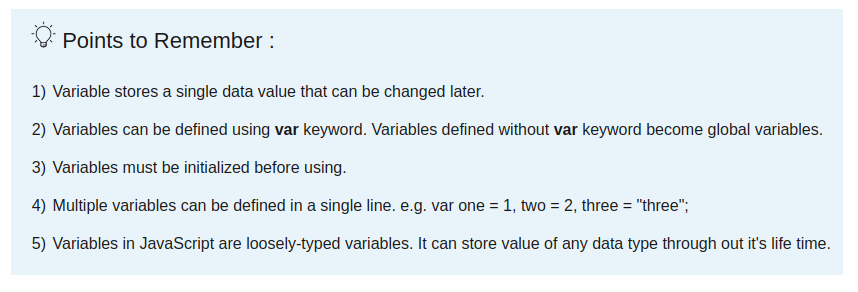 Points to Remember :
1) Variable stores a single data value that can be changed later.
2) Variables can be defined using var keyword. Variables defined without var keyword become global variables.
3) Variables must be initialized before using.
4) Multiple variables can be defined in a single line. e.g. var one = 1, two = 2, three = "three";
5) Variables in JavaScript are loosely-typed variables. It can store value of any data type through out it's life time.